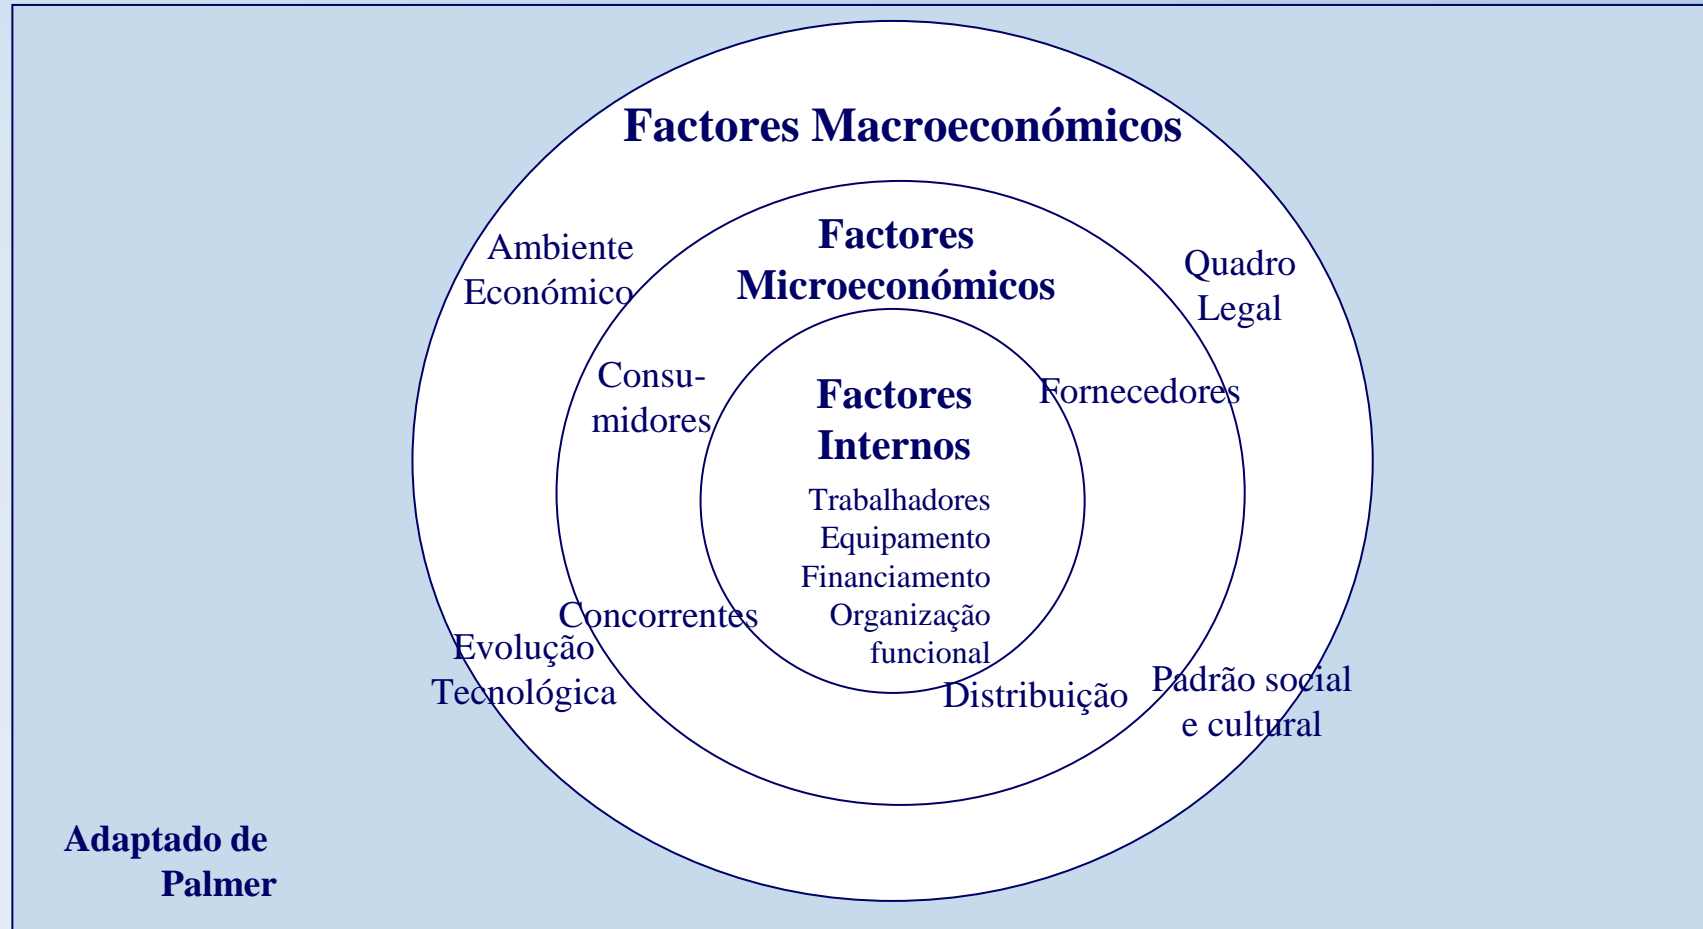 Factores Macroeconómicos
Factores
Microeconómicos
Ambiente
Económico
Quadro
Legal
Consu-
midores
Fornecedores
Factores
Internos
Trabalhadores
Equipamento
Financiamento
Organização
funcional
Concorrentes
Evolução
Tecnológica
Distribuição
Padrão social
e cultural
Adaptado de
Palmer